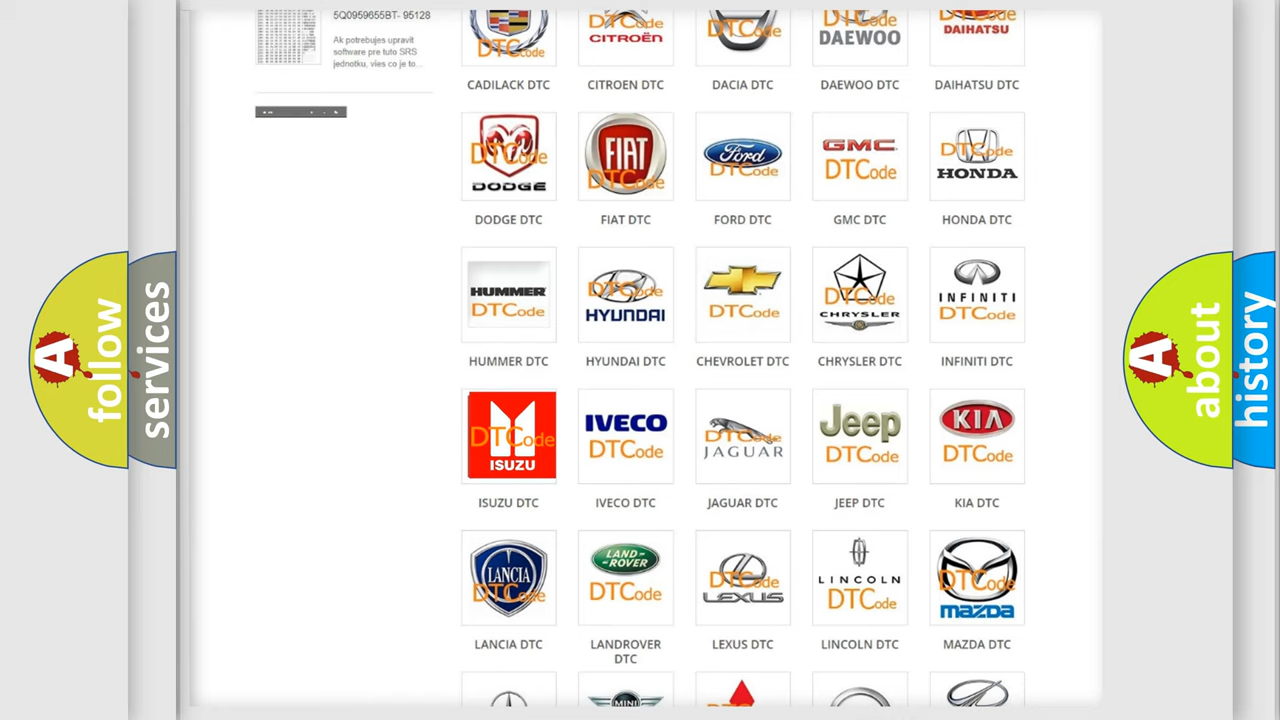 5Q0959655BT- 95128
Ak potrebujes upravit
software pre tuto SRS
jednotku, vies co je to...
DTCode
DTCode
CITROËN
DTCode
DTCode
DAEWOO
DTCode
DAIHATSU
CADILACK DTC
CITROEN DTC
DACIA DTC
DAEWOO DTC
DAIHATSU DTC
DTCode
DODGE
FIAT
DTCode
Ford
DTCode
GMC
DTCode
DTCode
HONDA
DODGE DTC
FIAT DTC
FORD DTC
GMC DTC
HONDA DTC
HUMMER
DTCode
DTCode
HYUNDAI
DTCode
DTCode
CHRYSLER
INFINITI
DTCode
HUMMER DTC
HYUNDAI DTC
CHEVROLET DTC
CHRYSLER DTC
INFINITI DTC
DTCode
ISUZU
IVECO
DTCode
DTCode
JAGUAR
Jeep
DTCode
KIA
DTCode
ISUZU DTC
IVECO DTC
JAGUAR DTC
JEEP DTC
KIA DTC
LANCIA
DTCode
LAND-
ROVER
DTCode
DTCode
LEXUS
LINCOLN
DTCode
DTCode
mazda
LANCIA DTC
LANDROVER
DTC
LEXUS DTC
LINCOLN DTC
MAZDA DTC
MINI
A
follow
services
A
about
history